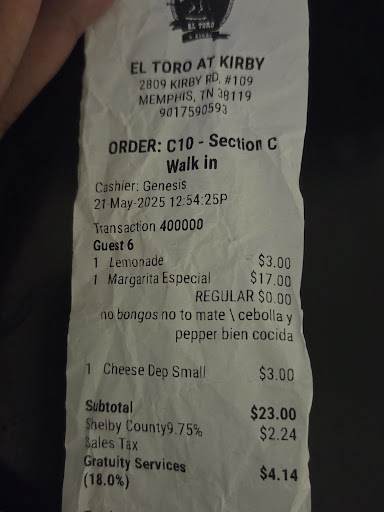 EL TORO
EL TORO AT KIRBY
2809 KIRBY RD, #109
MEMPHIS, TN 38119
9017590593
ORDER: C10 - Section C
Walk in
Cashier: Genesis
21-May-2025 12:54:25P
Transaction 400000
Guest 6
1 Lemonade $3.00
1 Margarita Especial $17.00
REGULAR $0.00
no bongos no to mate \ cebolla y
pepper bien cocida
1 Cheese Dep Small $3.00
Subtotal $23.00
Shelby County9.75% $2.24
Sales Tax
Gratuity Services $4.14
(18.0%)